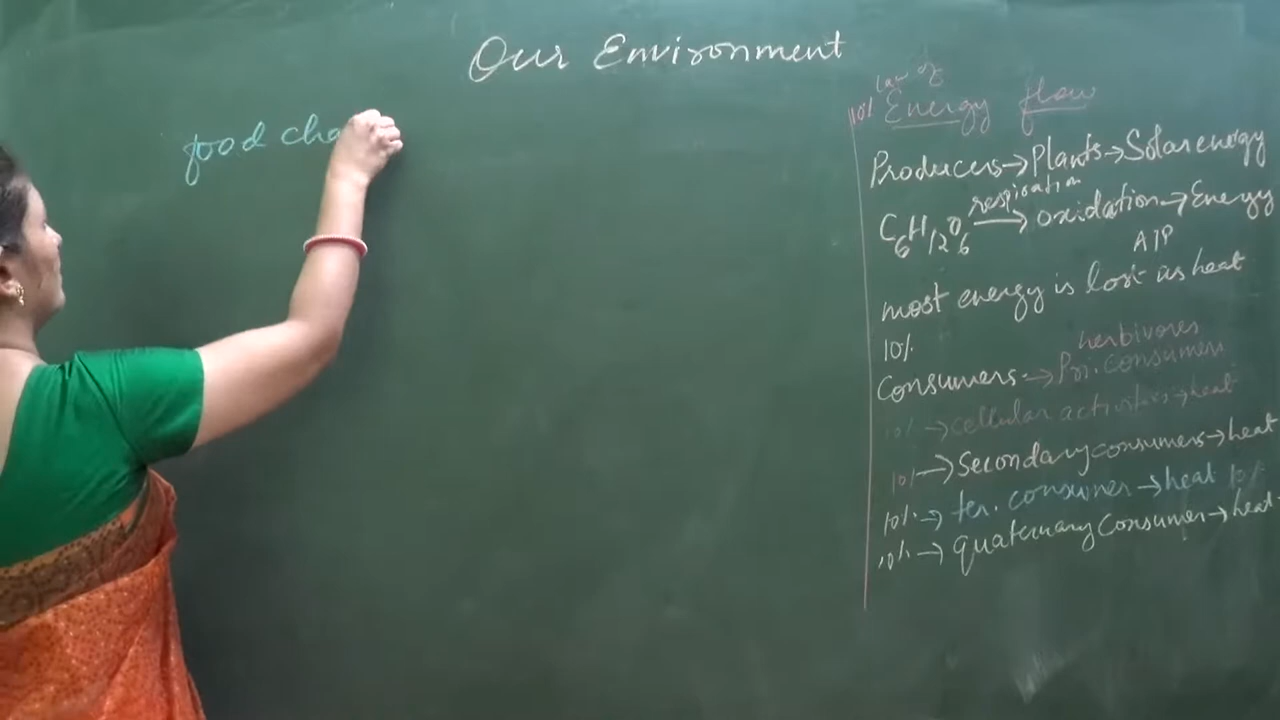 Our Environment
food cha
10% law of
Energy flow
Producers→Plants→Solar energy
C6H12O6 respiration→ oxidation→Energy
ATP
most energy is lost as heat
10%
herbivores
Consumers→Pri. consumers
10% →cellular activities→heat
10%→Secondary consumers→heat
10%→ ter. consumer→heat 10%
10%→ quaternary consumer→heat